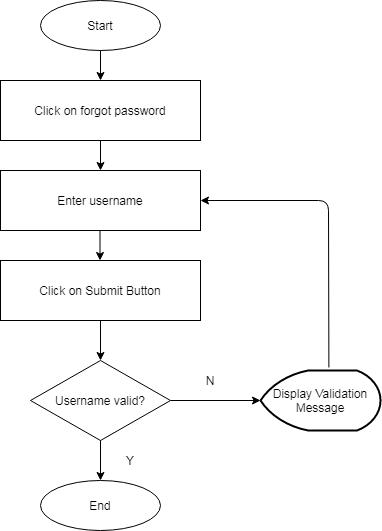 Start
Click on forgot password
Enter username
Click on Submit Button
Username valid?
N
Display Validation
Message
Y
End